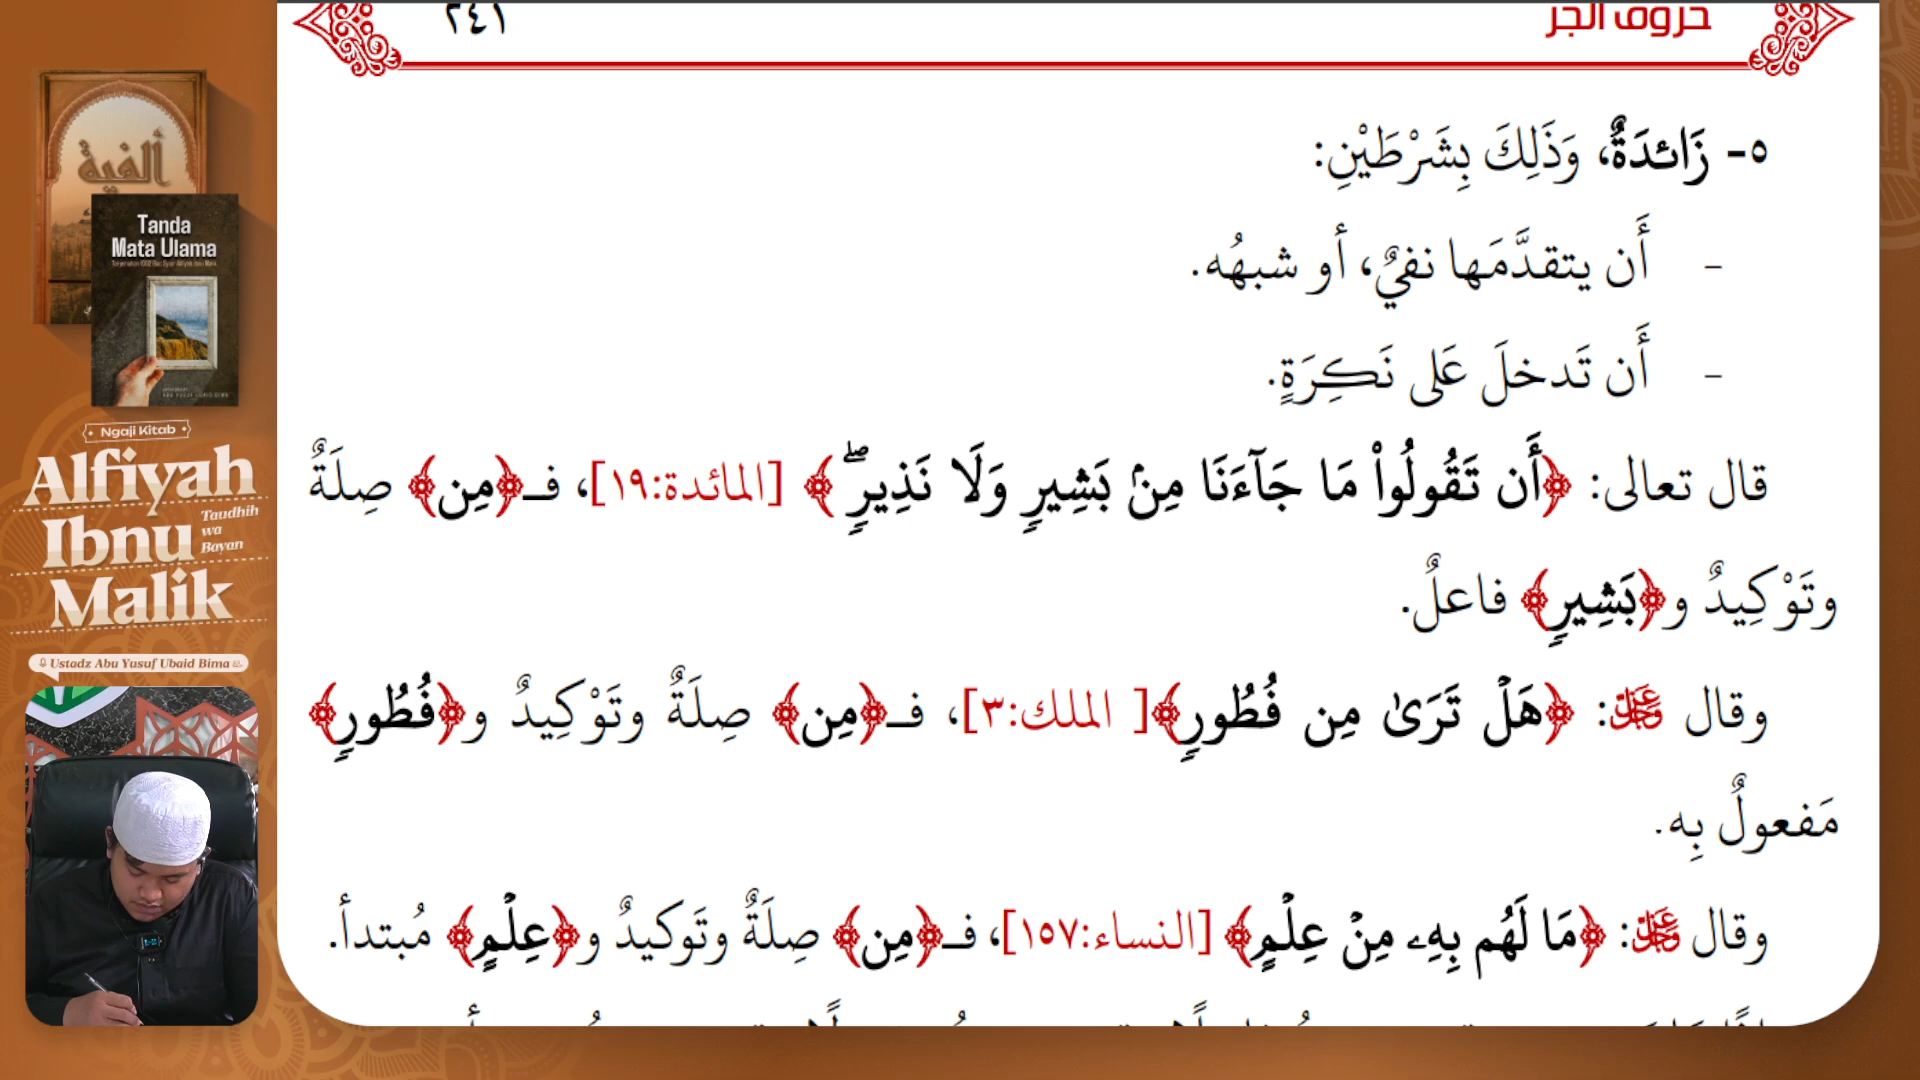 حروف الجر
٢٤١
٥- زَائدَةٌ، وَذَلِكَ بِشَرْطَيْنِ:
- أَن يتقدَّمَها نفيٌ، أو شبهُه.
- أَن تَدخلَ عَلى نَكِرَةٍ.
قال تعالى: ﴿أَن تَقُولُواْ مَا جَآءَنَا مِنۢ بَشِيرٖ وَلَا نَذِيرٖۖ﴾ [المائدة:١٩]، فـ﴿مِن﴾ صِلَةٌ
وتَوْكِيدٌ و﴿بَشِيرٖ﴾ فاعلٌ.
وقال ﷻ: ﴿هَلۡ تَرَىٰ مِن فُطُورٖ﴾[ الملك:٣]، فـ﴿مِن﴾ صِلَةٌ وتَوْكِيدٌ و﴿فُطُورٖ﴾
مَفعولٌ بِه.
وقال ﷻ: ﴿مَا لَهُم بِهِۦ مِنۡ عِلۡمٍ﴾ [النساء:١٥٧]، فـ﴿مِن﴾ صِلَةٌ وتَوكيدٌ و﴿عِلۡمٍ﴾ مُبتدأ.
ألفية
Tanda
Mata Ulama
Ngaji Kitab
Alfiyah
Ibnu
Malik
Taudhih
wa
Bayan
Ustadz Abu Yusuf Ubaid Bima